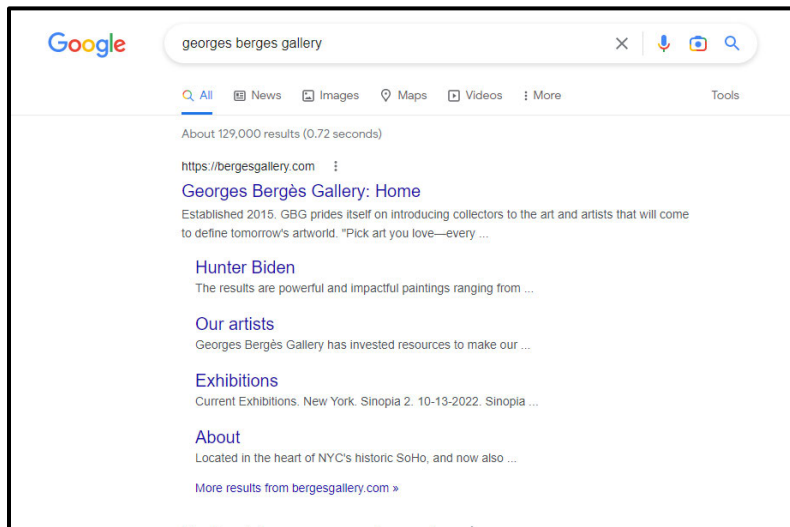 Google
georges berges gallery
All News Images Maps Videos More Tools
About 129,000 results (0.72 seconds)
https://bergesgallery.com
Georges Bergès Gallery: Home
Established 2015. GBG prides itself on introducing collectors to the art and artists that will come
to define tomorrow's artworld. "Pick art you love—every ...
Hunter Biden
The results are powerful and impactful paintings ranging from ...
Our artists
Georges Bergès Gallery has invested resources to make our ...
Exhibitions
Current Exhibitions. New York. Sinopia 2. 10-13-2022. Sinopia ...
About
Located in the heart of NYC's historic SoHo, and now also ...
More results from bergesgallery.com »